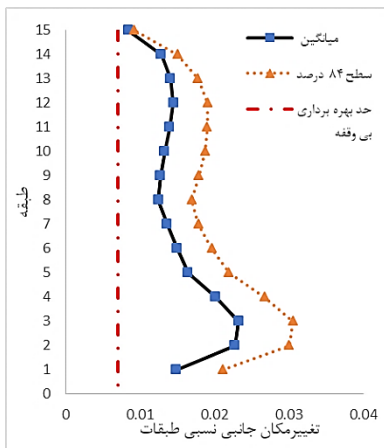 میانگین
سطح ۸۴ درصد
حد بهره برداری
بی وقفه
طبقه
15
14
13
12
11
10
9
8
7
6
5
4
3
2
1
0
0 0.01 0.02 0.03 0.04
تغییرمکان جانبی نسبی طبقات